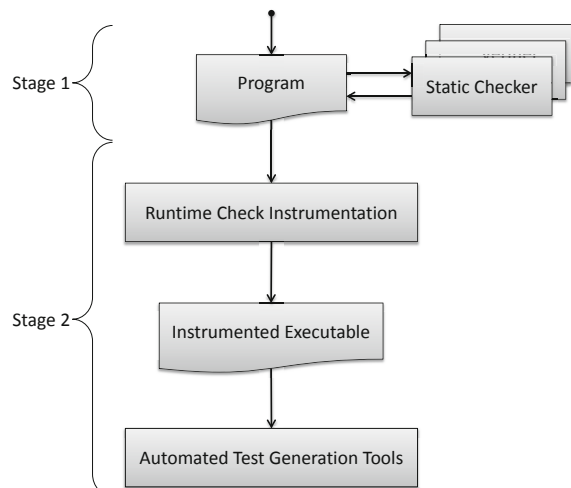 Stage 1
Program
Static Checker
Runtime Check Instrumentation
Stage 2
Instrumented Executable
Automated Test Generation Tools